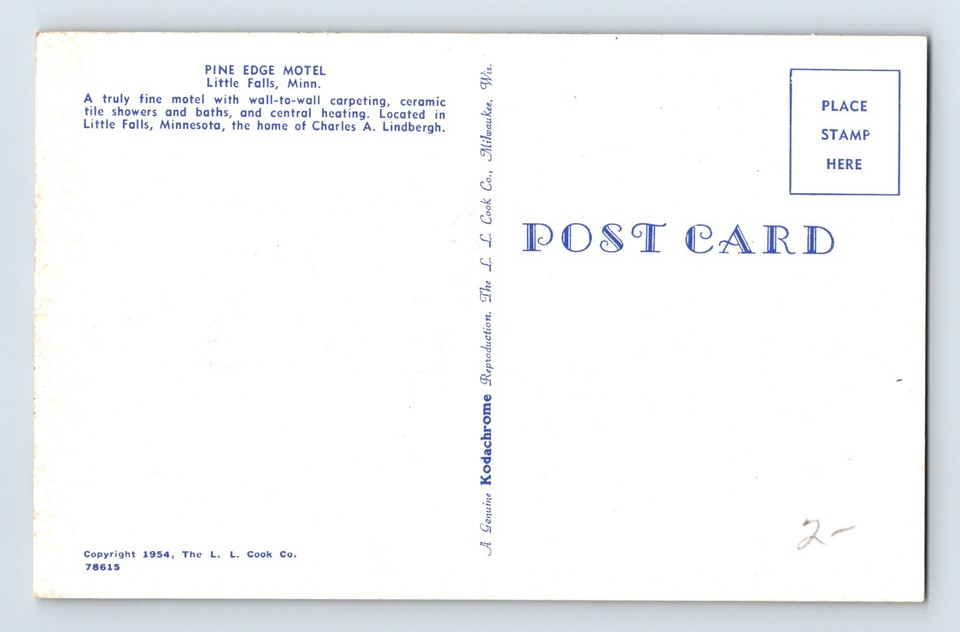 PINE EDGE MOTEL
Little Falls, Minn.
A truly fine motel with wall-to-wall carpeting, ceramic
tile showers and baths, and central heating. Located in
Little Falls, Minnesota, the home of Charles A. Lindbergh.
Copyright 1954, The L. L. Cook Co.
78615
A Genuine Kodachrome Reproduction. The L. L. Cook Co., Milwaukee, Wis.
PLACE
STAMP
HERE
POST CARD
2-